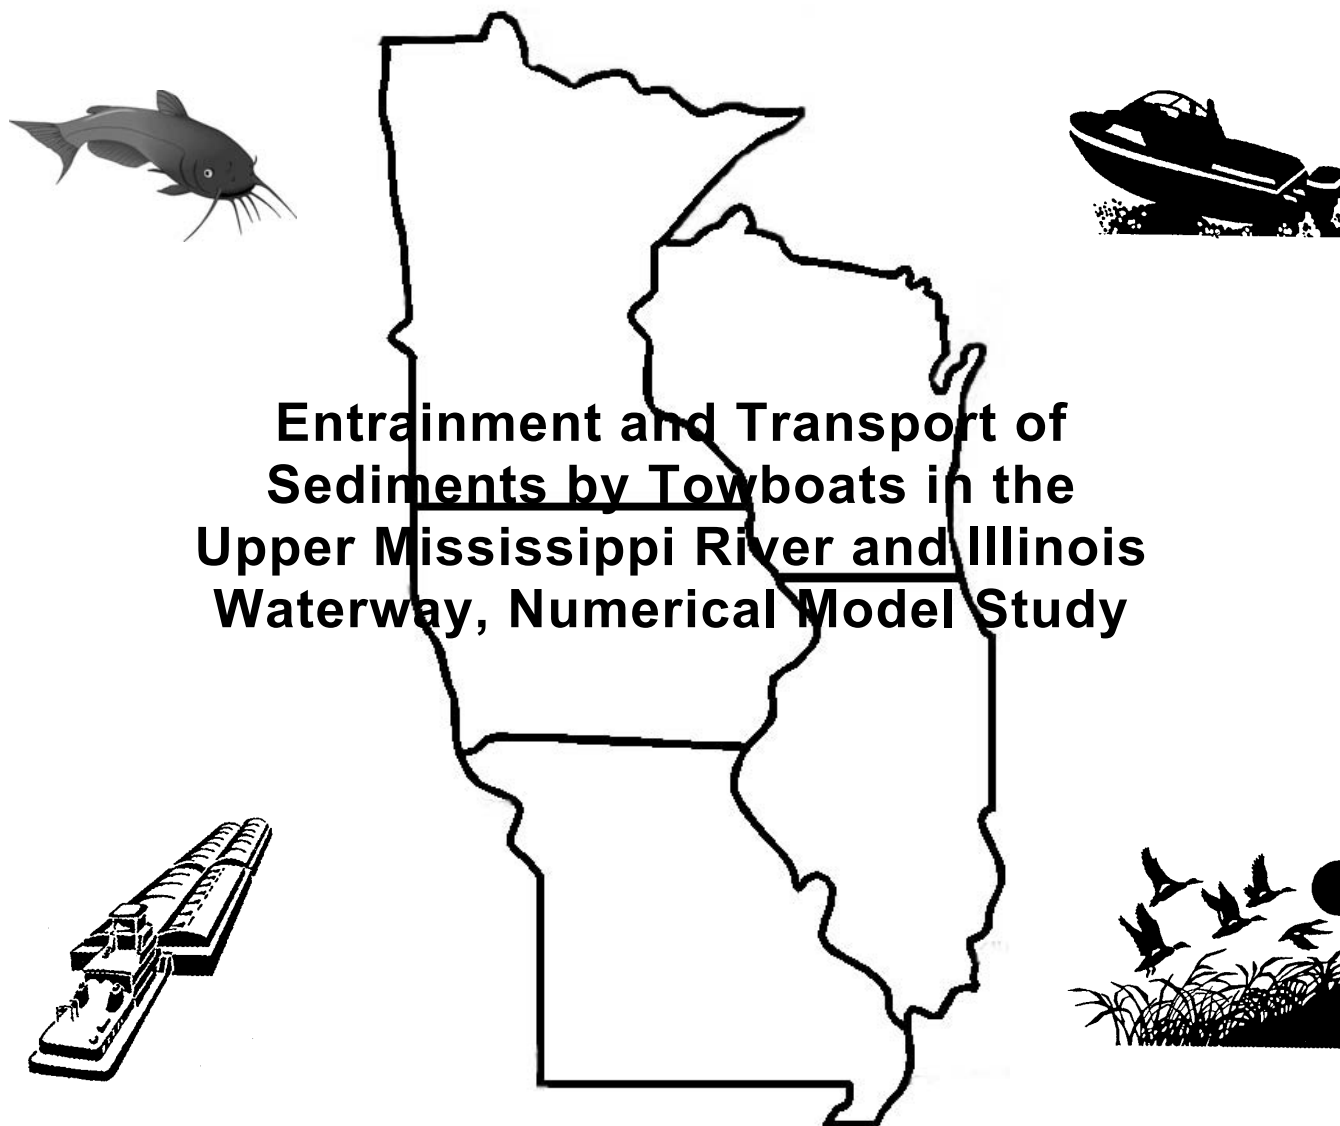 Entrainment and Transport of
Sediments by Towboats in the
Upper Mississippi River and Illinois
Waterway, Numerical Model Study